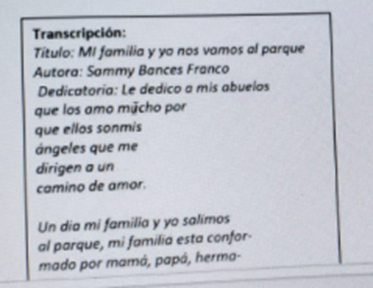 Transcripción:
Titulo: MI familia y yo nos vamos al parque
Autora: Sammy Bances Franco
Dedicatoria: Le dedico a mis abuelos
que los amo mucho por
que ellos sonmis
ángeles que me
dirigen a un
camino de amor.
Un dia mi familia y yo salimos
al parque, mi familia esta confor-
mado por mamá, papá, herma-